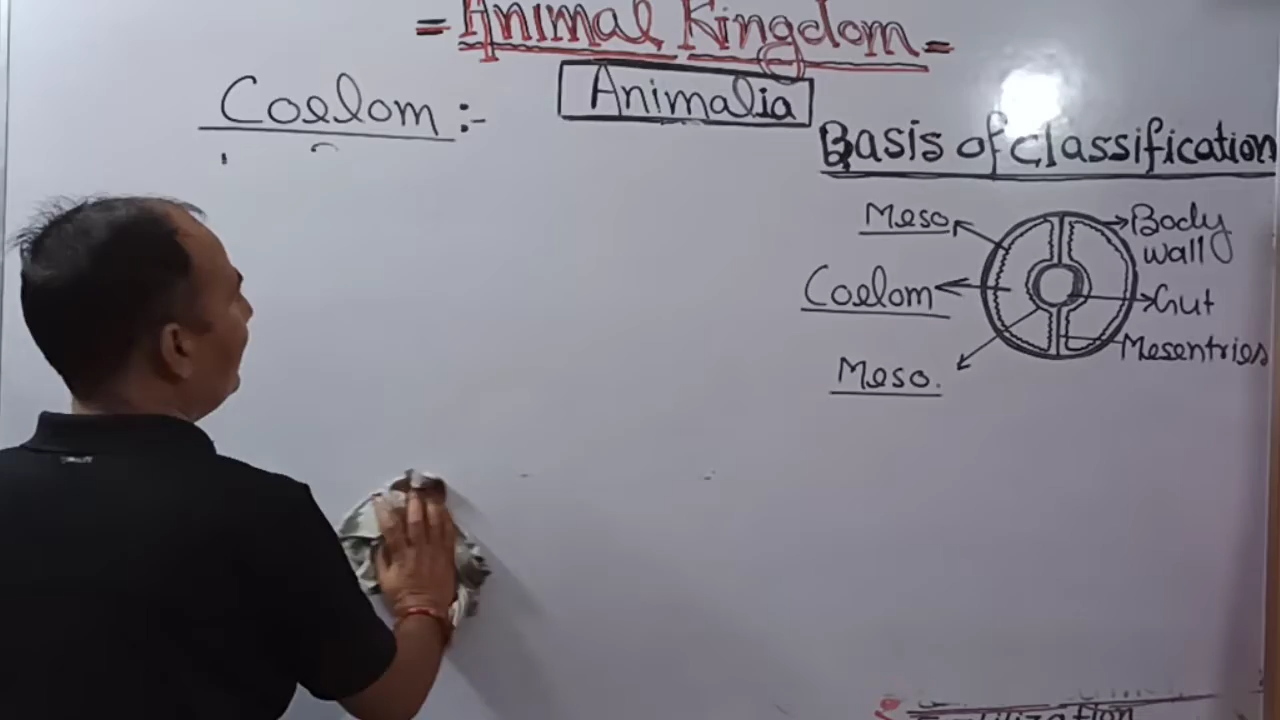 = Animal Kingdom =
Animalia
Coelom :-
Basis of classification
Meso
Body
wall
Coelom
Gut
Mesentries
Meso.